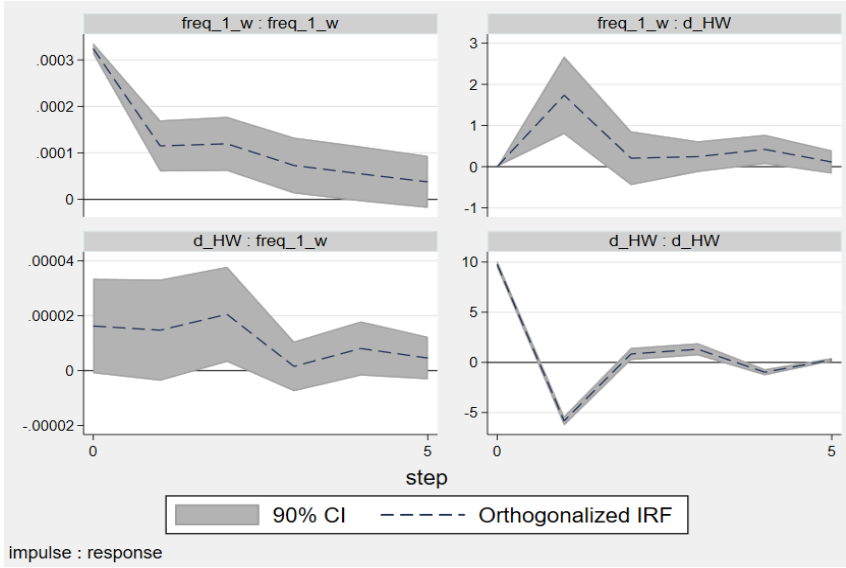 freq_1_w : freq_1_w
freq_1_w : d_HW
.0003
.0002
.0001
0
3
2
1
0
-1
d_HW : freq_1_w
d_HW : d_HW
.00004
.00002
0
-.00002
10
5
0
-5
0
5
0
5
step
90% CI
Orthogonalized IRF
impulse : response